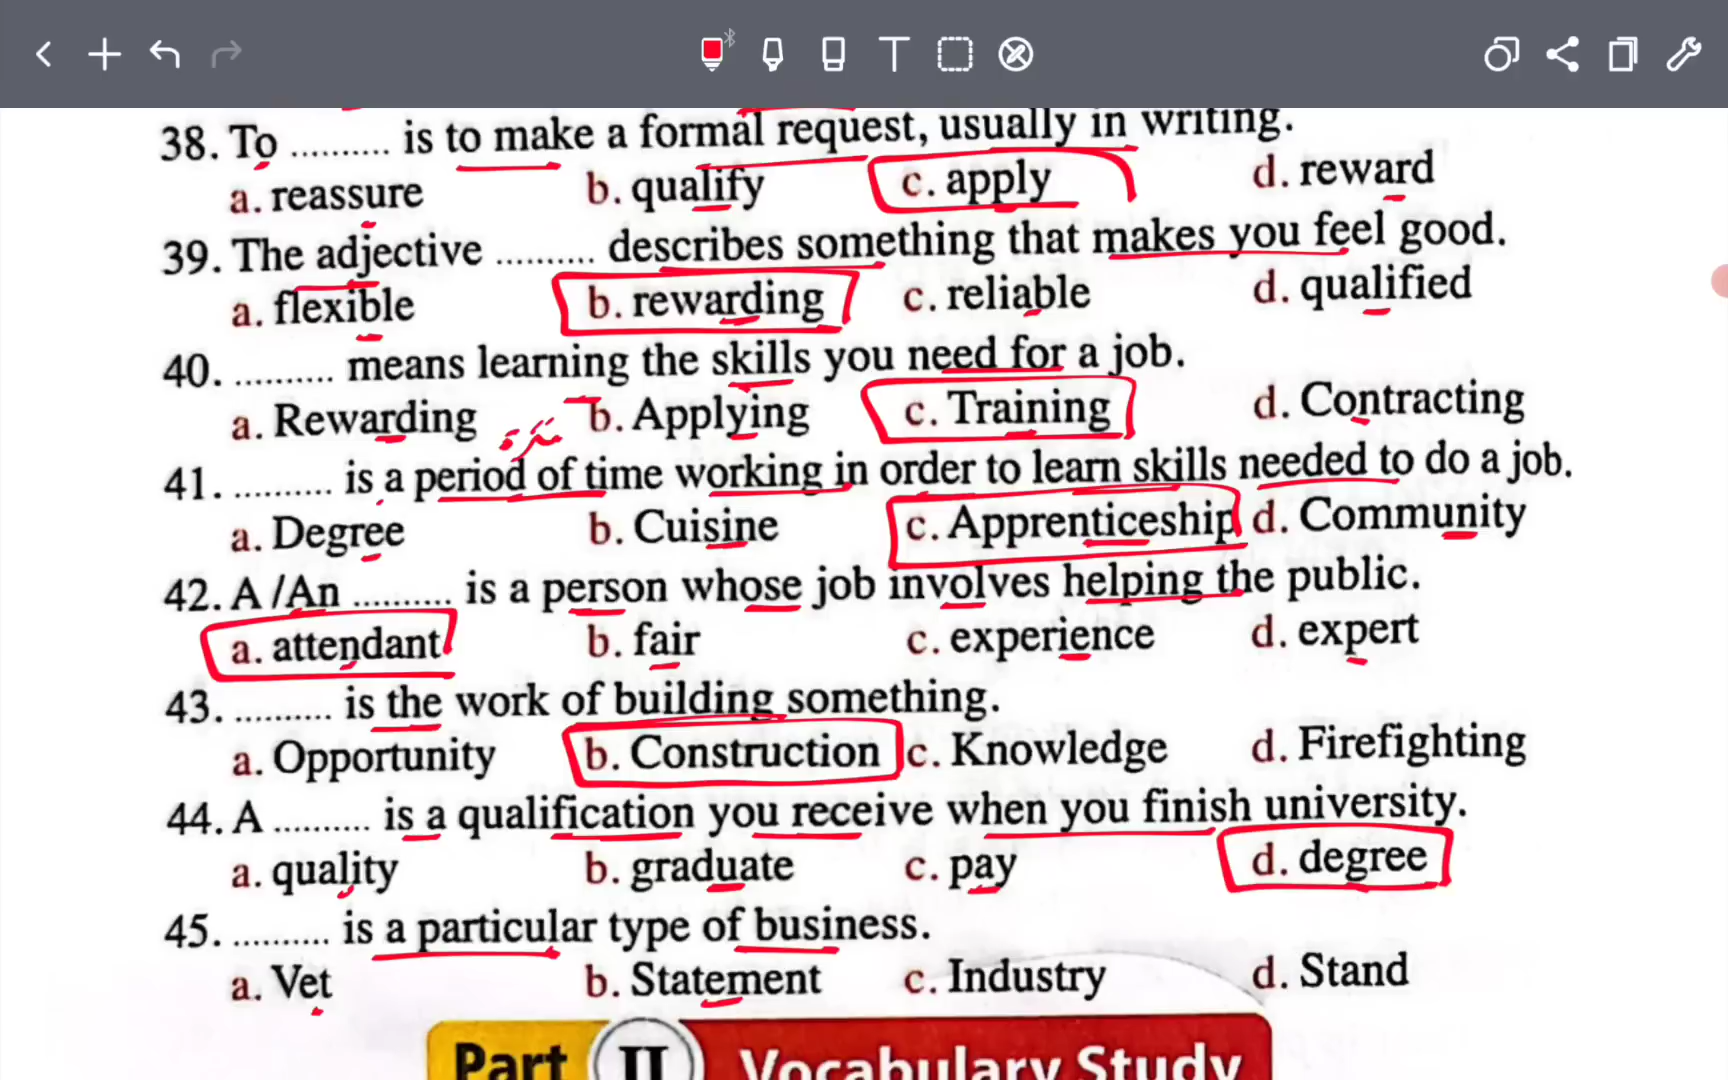 38. To .......... is to make a formal request, usually in writing.
a. reassure b. qualify c. apply d. reward
39. The adjective .......... describes something that makes you feel good.
a. flexible b. rewarding c. reliable d. qualified
40. .......... means learning the skills you need for a job.
a. Rewarding b. Applying c. Training d. Contracting
41. .......... is a period of time working in order to learn skills needed to do a job.
a. Degree b. Cuisine c. Apprenticeship d. Community
42. A /An .......... is a person whose job involves helping the public.
a. attendant b. fair c. experience d. expert
43. .......... is the work of building something.
a. Opportunity b. Construction c. Knowledge d. Firefighting
44. A .......... is a qualification you receive when you finish university.
a. quality b. graduate c. pay d. degree
45. .......... is a particular type of business.
a. Vet b. Statement c. Industry d. Stand
Part II Vocabulary Study